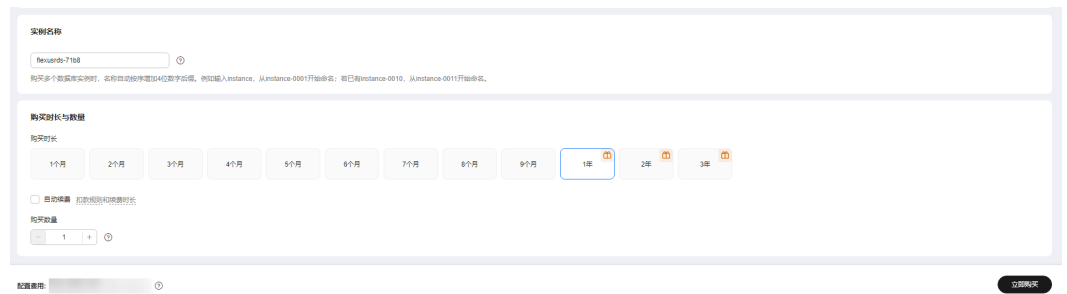 实例名称
flexusrds-71b8
购买多个数据库实例时，名称自动按序增加4位数字后缀。例如输入instance，从instance-0001开始命名；若已有instance-0010，从instance-0011开始命名。
购买时长与数量
购买时长
1个月 2个月 3个月 4个月 5个月 6个月 7个月 8个月 9个月 1年 2年 3年
自动续费 扣款规则和续费时长
购买数量
- 1 +
配置费用:
立即购买